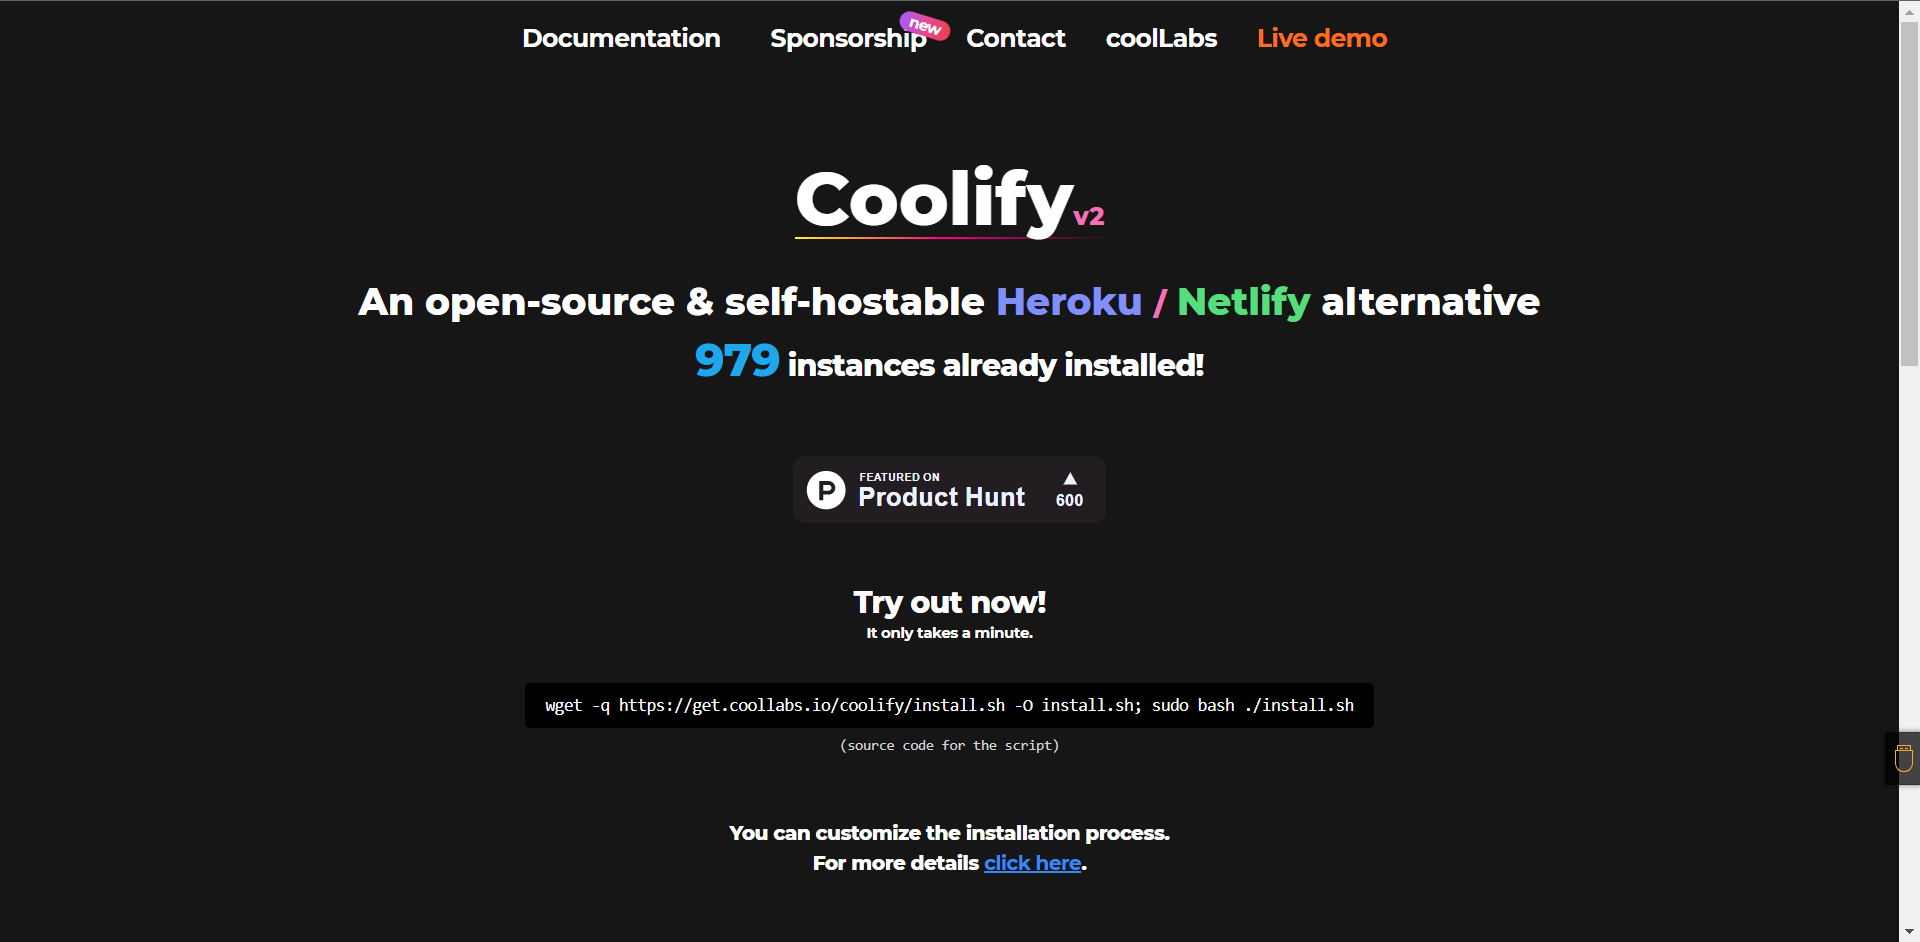 Documentation Sponsorship new Contact coolLabs Live demo
Coolify v2
An open-source & self-hostable Heroku / Netlify alternative
979 instances already installed!
P FEATURED ON
Product Hunt
▲
600
Try out now!
It only takes a minute.
wget -q https://get.coollabs.io/coolify/install.sh -O install.sh; sudo bash ./install.sh
(source code for the script)
You can customize the installation process.
For more details click here.